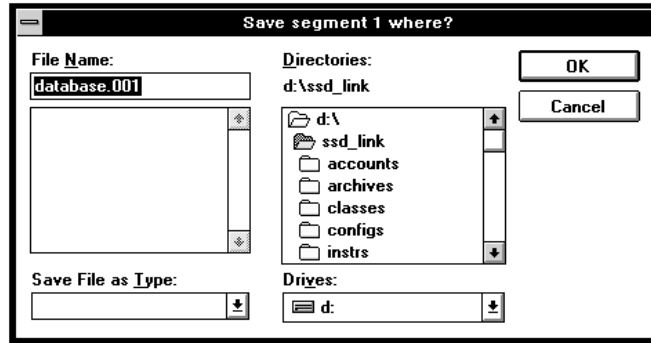 Save segment 1 where?
File Name:
database.001
Save File as Type:
Directories:
d:\ssd_link
d:\
ssd_link
accounts
archives
classes
configs
instrs
Drives:
d:
OK
Cancel